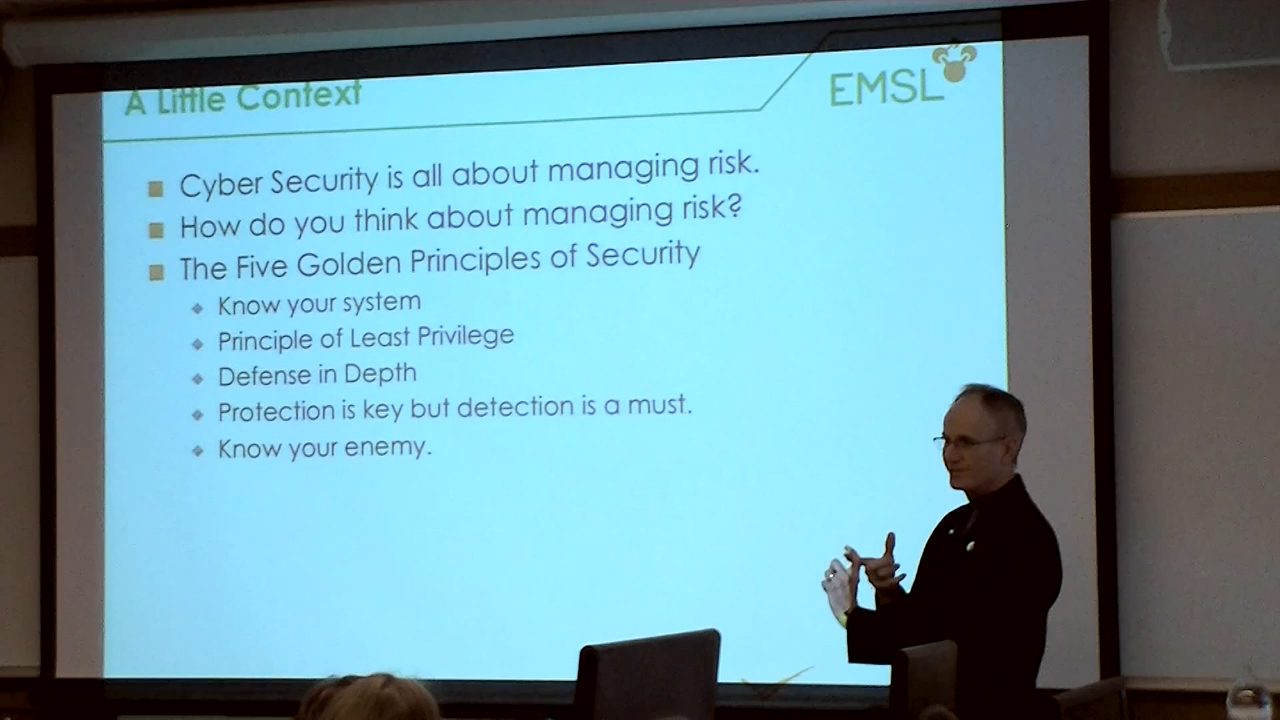 A Little Context
EMSL
Cyber Security is all about managing risk.
How do you think about managing risk?
The Five Golden Principles of Security
Know your system
Principle of Least Privilege
Defense in Depth
Protection is key but detection is a must.
Know your enemy.